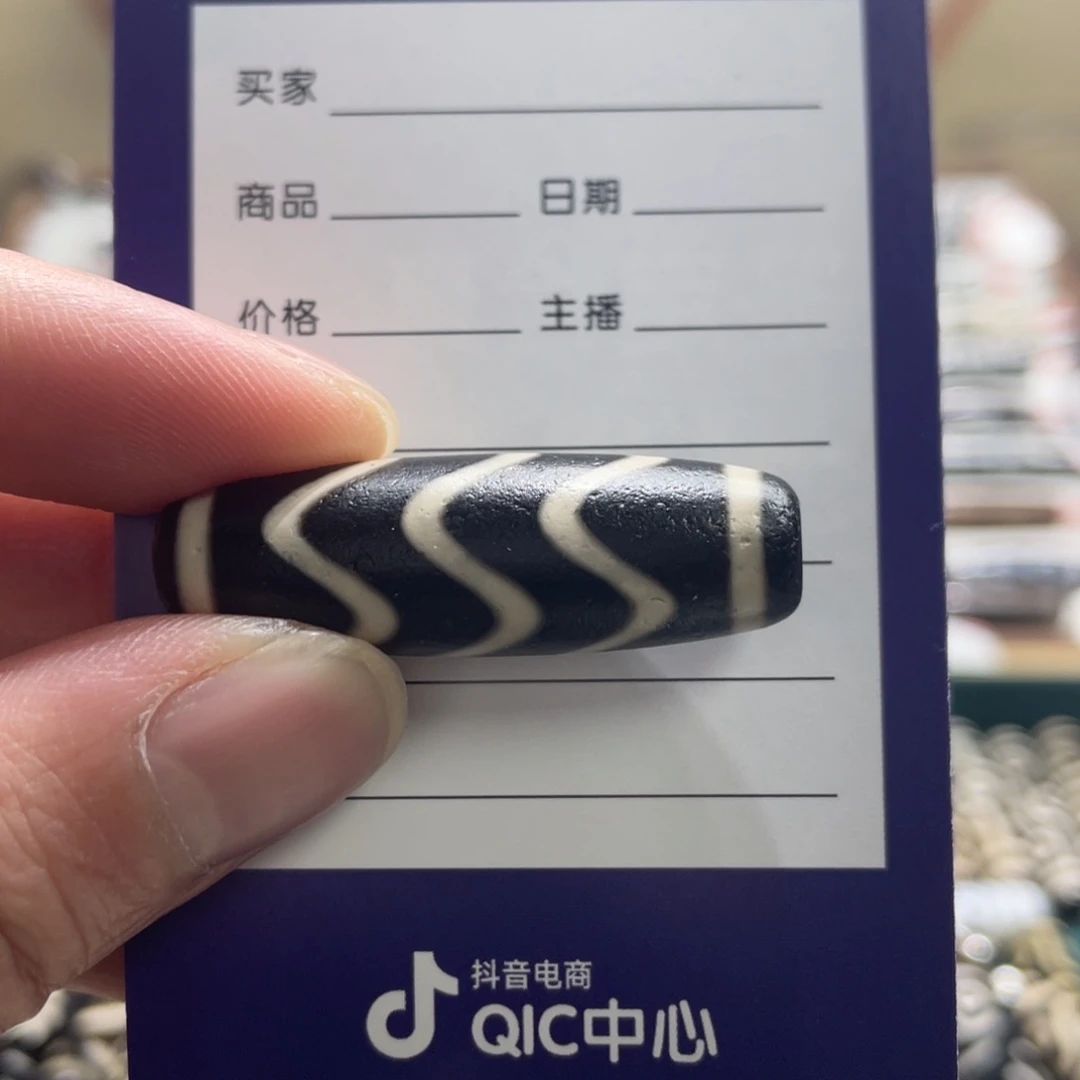 买家
商品 日期
价格 主播
抖音电商
QIC中心